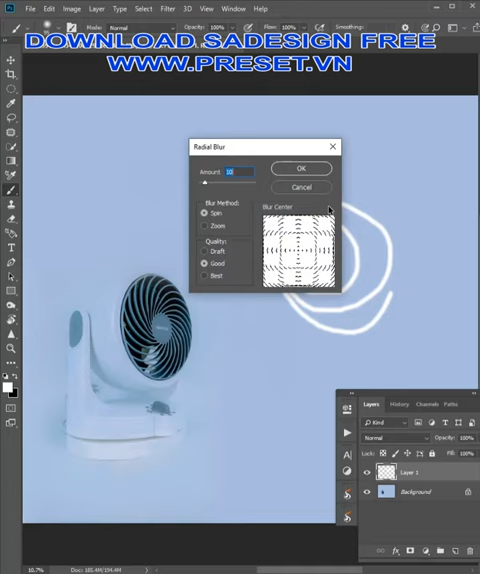 Ps File Edit Image Layer Type Select Filter 3D View Window Help
Mode: Normal Opacity: 100% Flow: 100% Smoothing:
DOWNLOAD SADESIGN FREE
WWW.PRESET.VN
Radial Blur
Amount 10
OK
Cancel
Blur Method:
Spin
Zoom
Blur Center
Quality:
Draft
Good
Best
Layers History Channels Paths
Kind
Normal Opacity: 100%
Lock: Fill: 100%
Layer 1
Background
10.7% Doc: 185.4M/194.4M